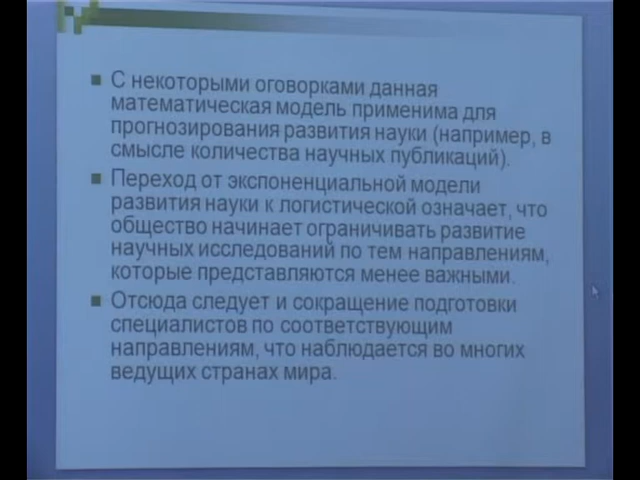 С некоторыми оговорками данная
математическая модель применима для
прогнозирования развития науки (например, в
смысле количества научных публикаций).
Переход от экспоненциальной модели
развития науки к логистической означает, что
общество начинает ограничивать развитие
научных исследований по тем направлениям,
которые представляются менее важными.
Отсюда следует и сокращение подготовки
специалистов по соответствующим
направлениям, что наблюдается во многих
ведущих странах мира.